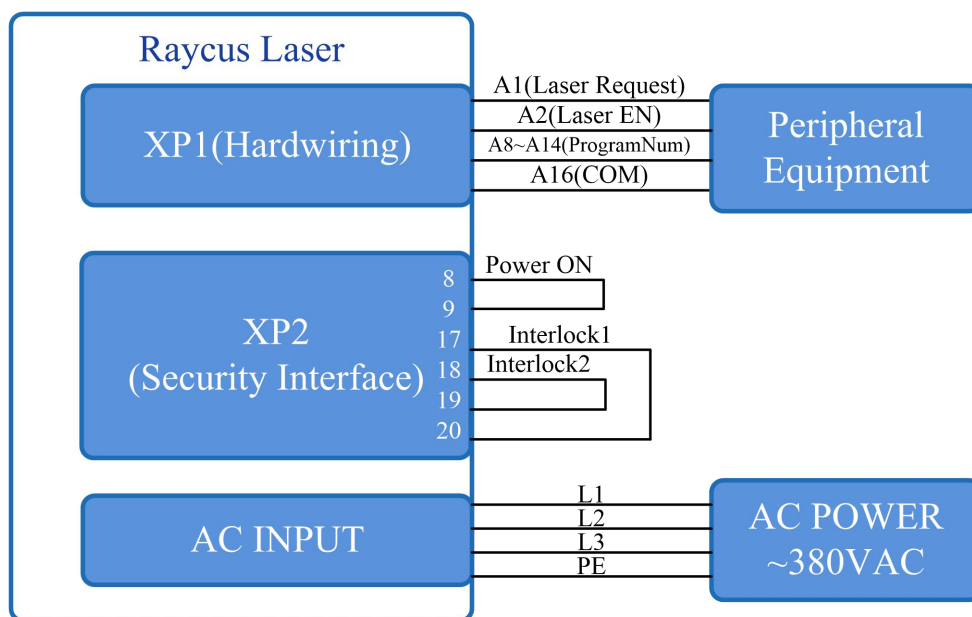 Raycus Laser
XP1(Hardwiring)
A1(Laser Request)
A2(Laser EN)
A8~A14(ProgramNum)
A16(COM)
Peripheral
Equipment
XP2
(Security Interface)
8
9
17
18
19
20
Power ON
Interlock1
Interlock2
AC INPUT
L1
L2
L3
PE
AC POWER
~380VAC